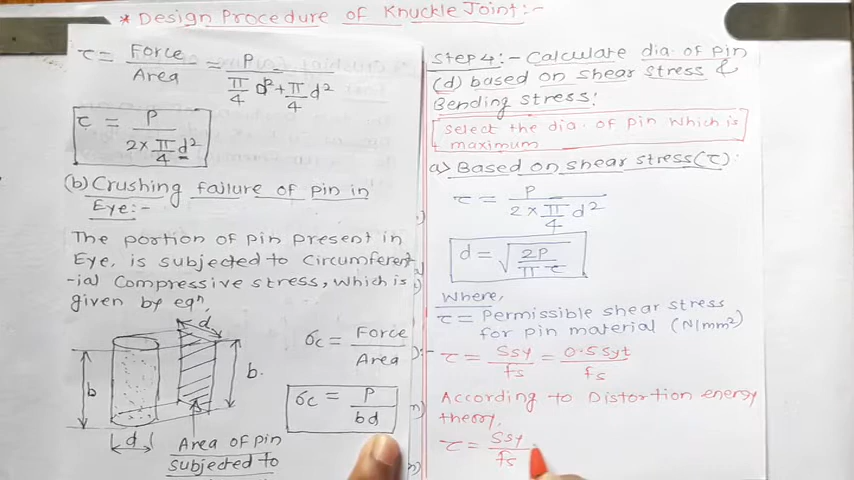 * Design Procedure of Knuckle Joint:-
τ = Force / Area = P / (π/4 d² + π/4 d²)
τ = P / (2 × π/4 d²)
(b) Crushing failure of pin in
Eye:-
The portion of pin present in
Eye, is subjected to Circumferent
-ial Compressive stress, which is
given by eqⁿ,
d
b
b.
d
σc = Force / Area
σc = P / bd
Area of Pin
subjected to
Step 4:- Calculate dia. of pin
(d) based on shear stress &
Bending stress:
Select the dia. of pin which is
maximum
a) Based on shear stress (τ):
τ = P / (2 × π/4 d²)
d = √(2P / π τ)
Where,
τ = Permissible shear stress
for pin material (N/mm²)
τ = Ssy / fs = 0.5 Syt / fs
According to Distortion energy
theory,
τ = Ssy / fs